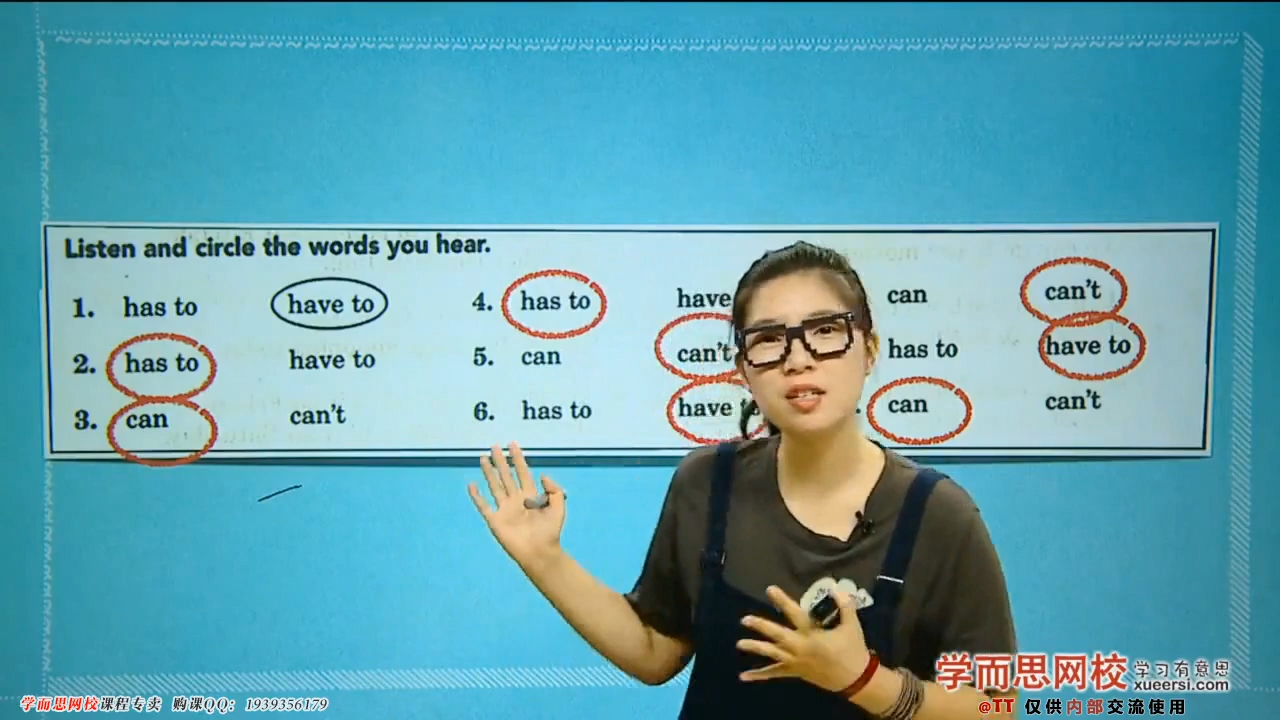 Listen and circle the words you hear.
1. has to have to 4. has to have can can't
2. has to have to 5. can can't has to have to
3. can can't 6. has to have can can't
学而思网校 学习有意思
xueersi.com
学而思网校课程专卖 购课QQ：1939356179
@TT 仅供内部交流使用